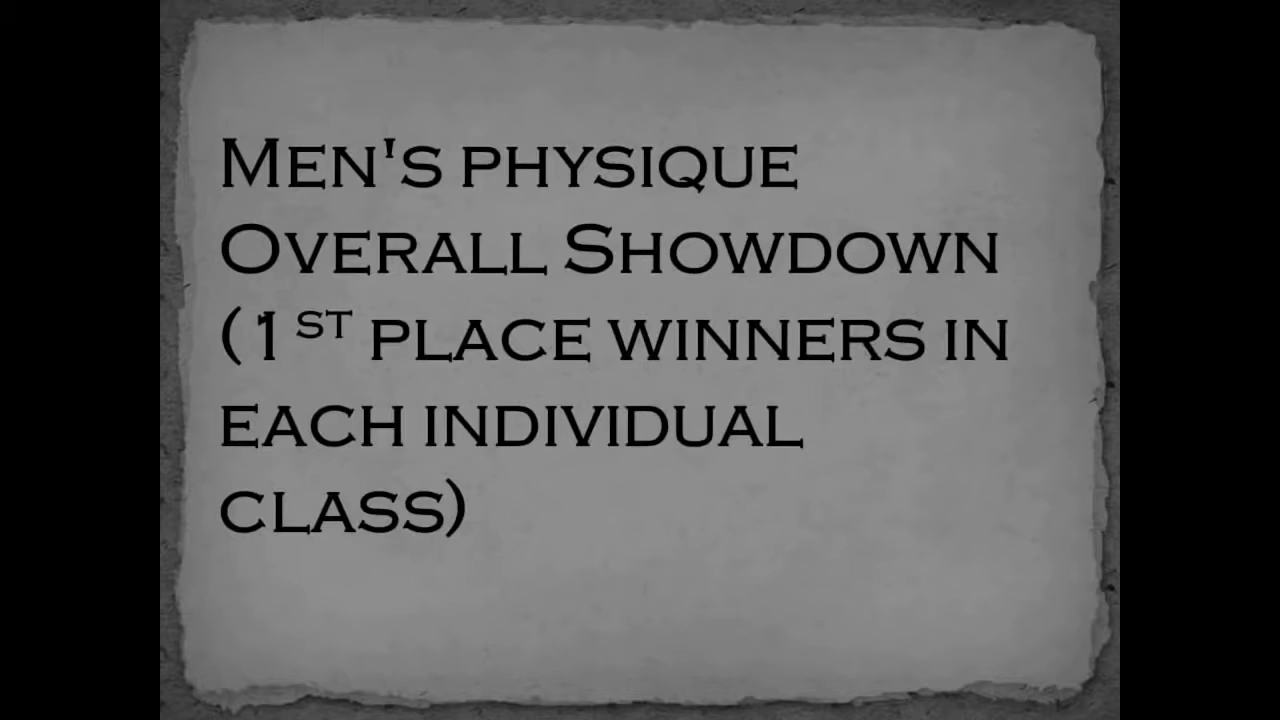 Men's physique
Overall Showdown
(1st place winners in
each individual
class)